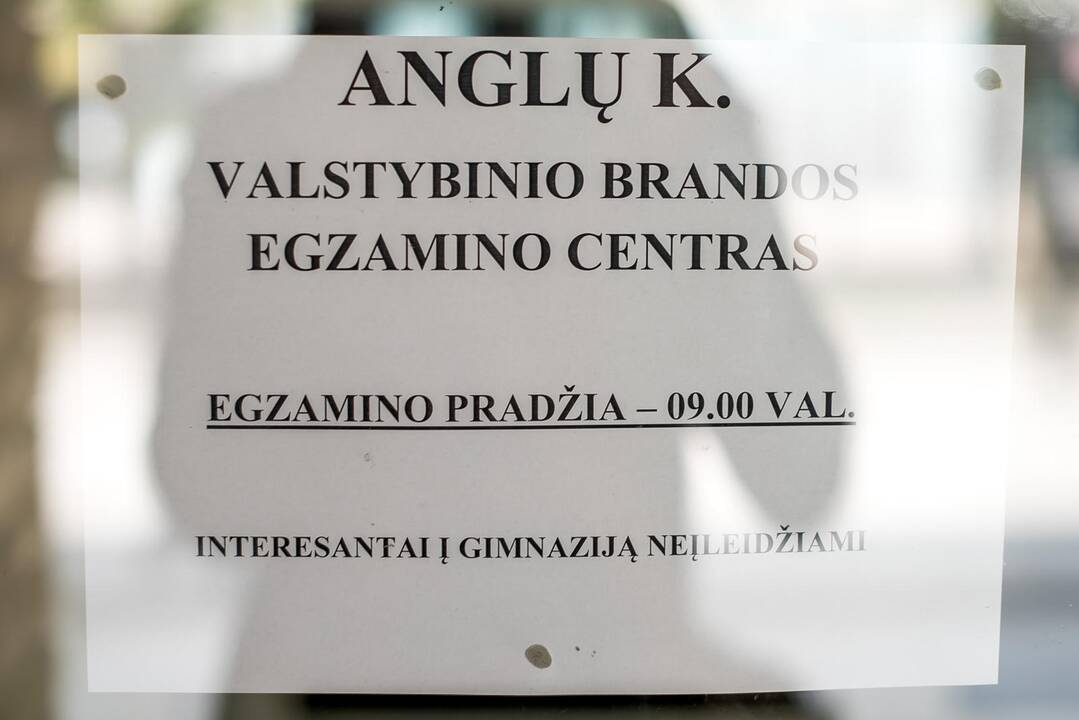 ANGLŲ K.
VALSTYBINIO BRANDOS
EGZAMINO CENTRAS
EGZAMINO PRADŽIA – 09.00 VAL.
INTERESANTAI Į GIMNAZIJĄ NEĮLEIDŽIAMI